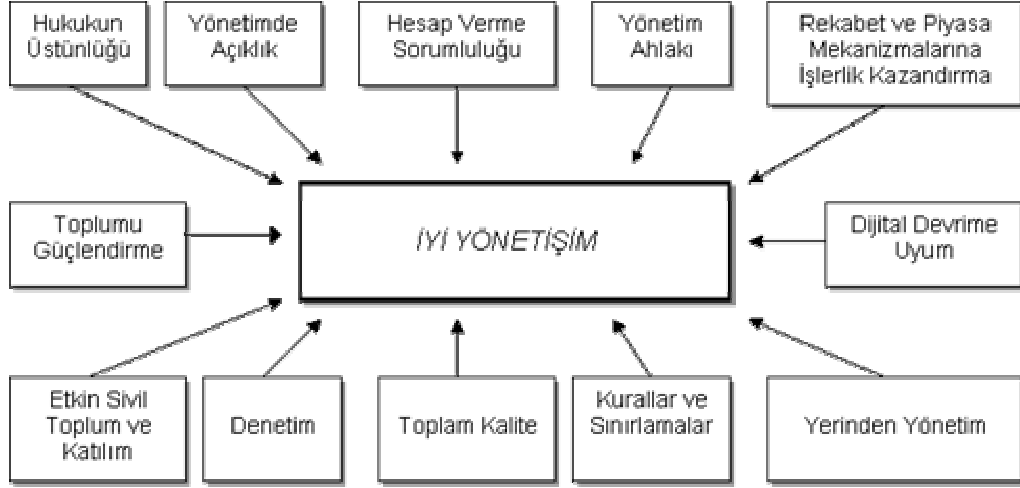 Hukukun
Üstünlüğü
Yönetimde
Açıklık
Hesap Verme
Sorumluluğu
Yönetim
Ahlakı
Rekabet ve Piyasa
Mekanizmalarına
İşlerlik Kazandırma
Toplumu
Güçlendirme
İYİ YÖNETİŞİM
Dijital Devrime
Uyum
Etkin Sivil
Toplum ve
Katılım
Denetim
Toplam Kalite
Kurallar ve
Sınırlamalar
Yerinden Yönetim